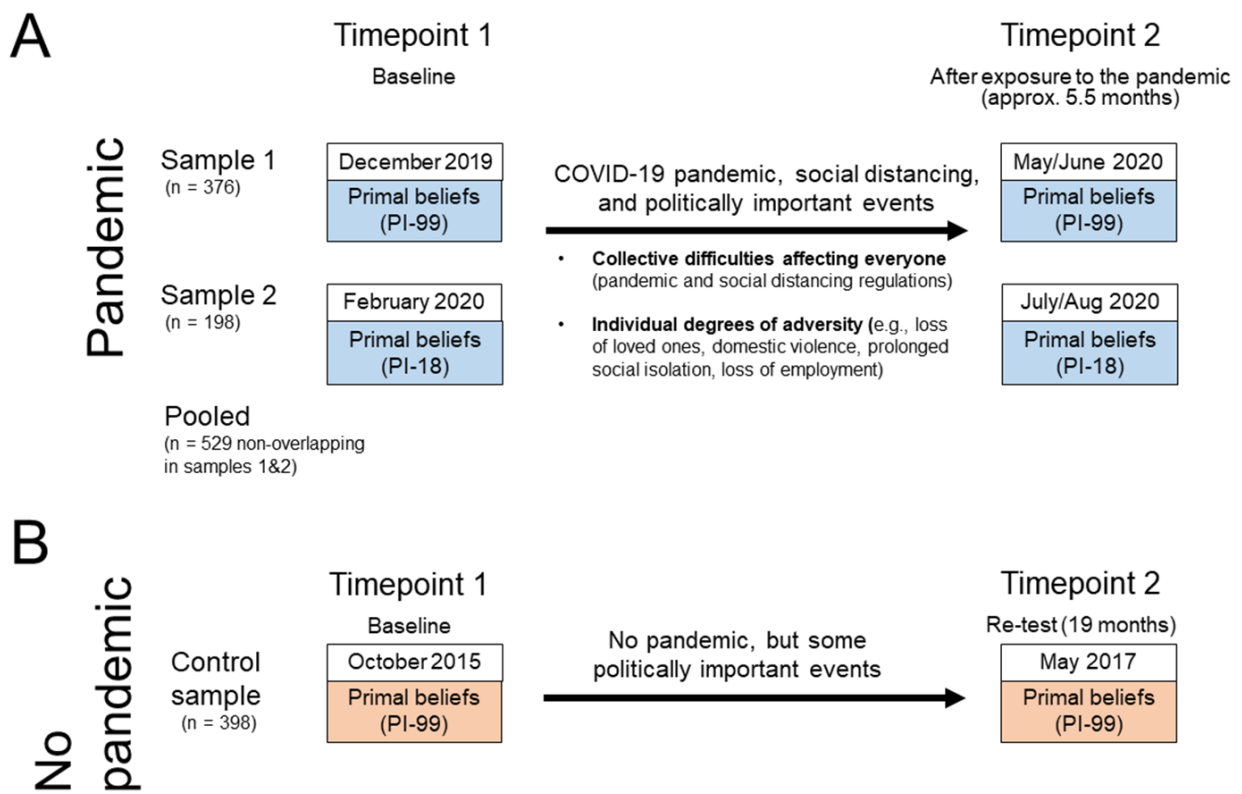 A
Timepoint 1
Timepoint 2
Baseline
After exposure to the pandemic
(approx. 5.5 months)
Pandemic
Sample 1
(n = 376)
December 2019
Primal beliefs
(PI-99)
COVID-19 pandemic, social distancing,
and politically important events
May/June 2020
Primal beliefs
(PI-99)
• Collective difficulties affecting everyone
(pandemic and social distancing regulations)
Sample 2
(n = 198)
February 2020
Primal beliefs
(PI-18)
• Individual degrees of adversity (e.g., loss
of loved ones, domestic violence, prolonged
social isolation, loss of employment)
July/Aug 2020
Primal beliefs
(PI-18)
Pooled
(n = 529 non-overlapping
in samples 1&2)
B
No
pandemic
Timepoint 1
Timepoint 2
Baseline
Re-test (19 months)
Control
sample
(n = 398)
October 2015
Primal beliefs
(PI-99)
No pandemic, but some
politically important events
May 2017
Primal beliefs
(PI-99)